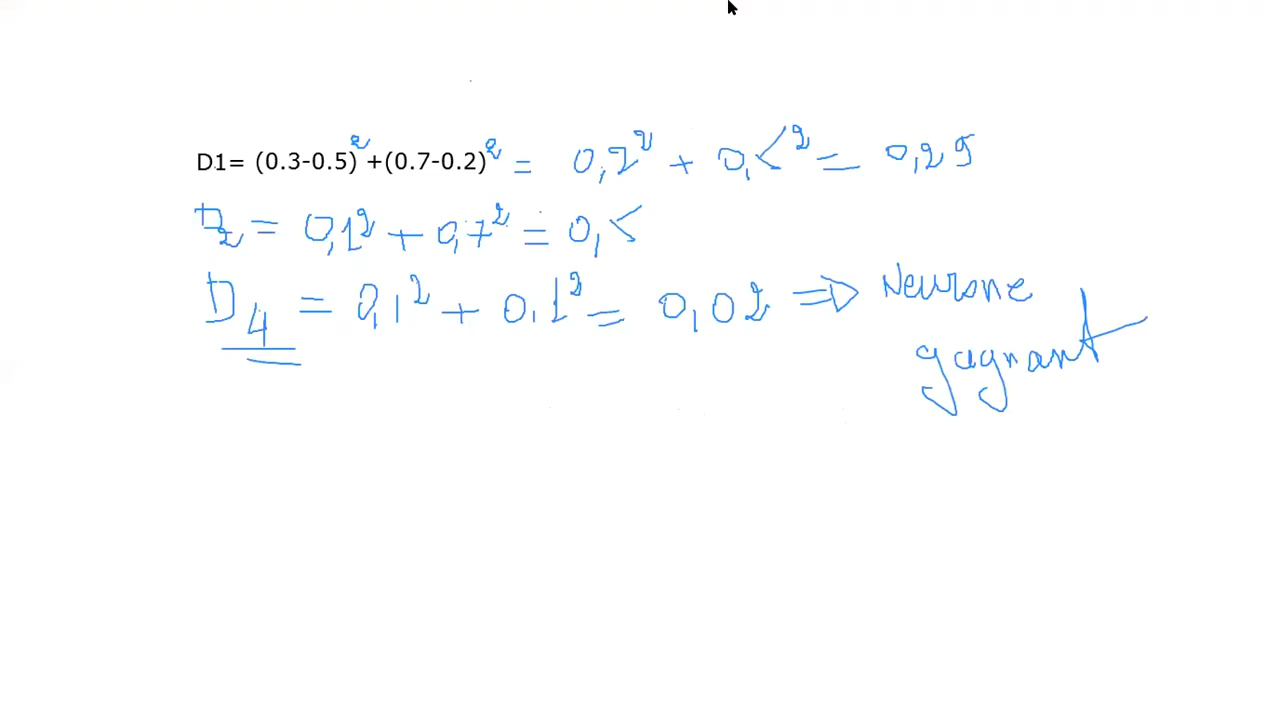 D1= (0.3-0.5)² +(0.7-0.2)² = 0,2² + 0,5² = 0,29
D₂ = 0,1² + 0,7² = 0,5
D₄ = 0,1² + 0,1² = 0,02 ⇒ Neurone
gagnant